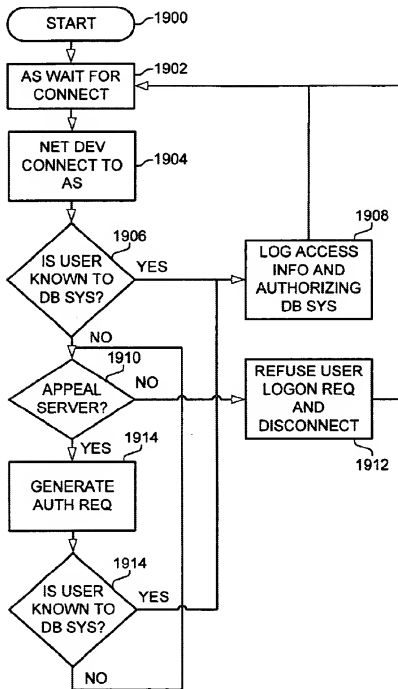 START
1900
AS WAIT FOR
CONNECT
1902
NET DEV
CONNECT TO
AS
1904
IS USER
KNOWN TO
DB SYS?
1906
YES
NO
LOG ACCESS
INFO AND
AUTHORIZING
DB SYS
1908
APPEAL
SERVER?
1910
NO
YES
REFUSE USER
LOGON REQ
AND
DISCONNECT
1912
GENERATE
AUTH REQ
1914
IS USER
KNOWN TO
DB SYS?
1914
YES
NO